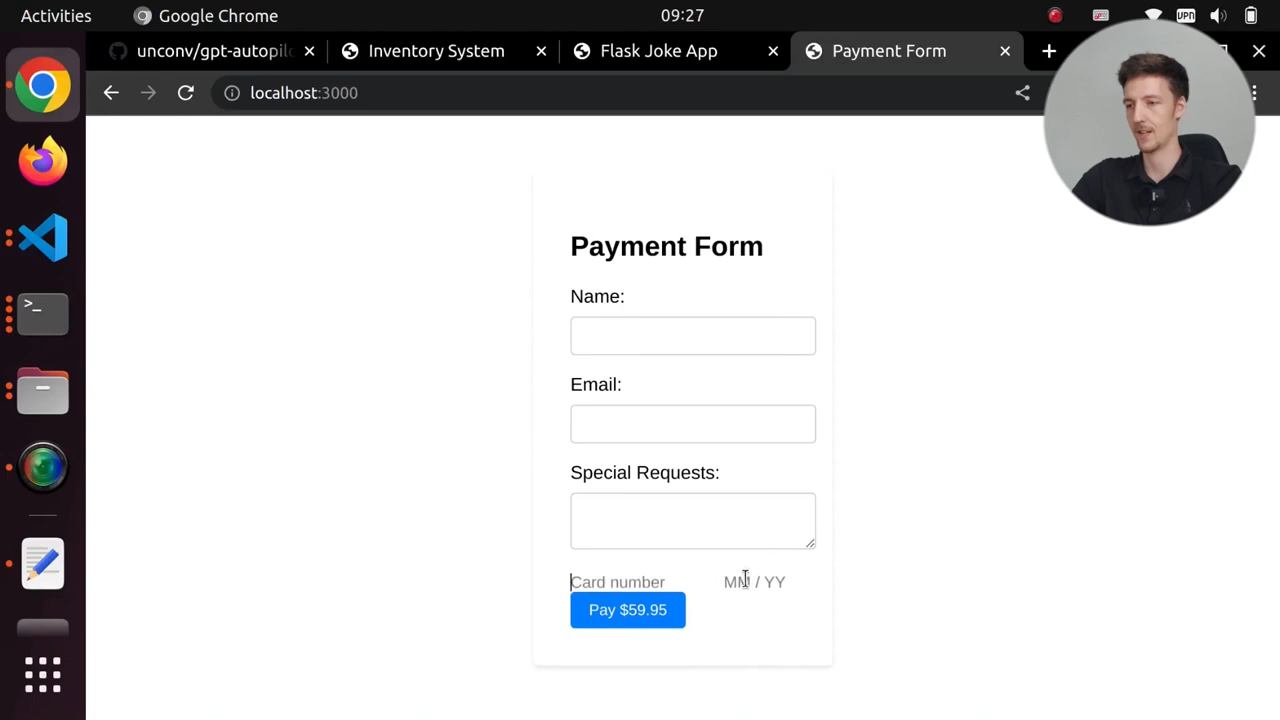 Activities
Google Chrome
09:27
VPN
unconv/gpt-autopil
Inventory System
Flask Joke App
Payment Form
localhost:3000
Payment Form
Name:
Email:
Special Requests:
Card number
MM / YY
Pay $59.95